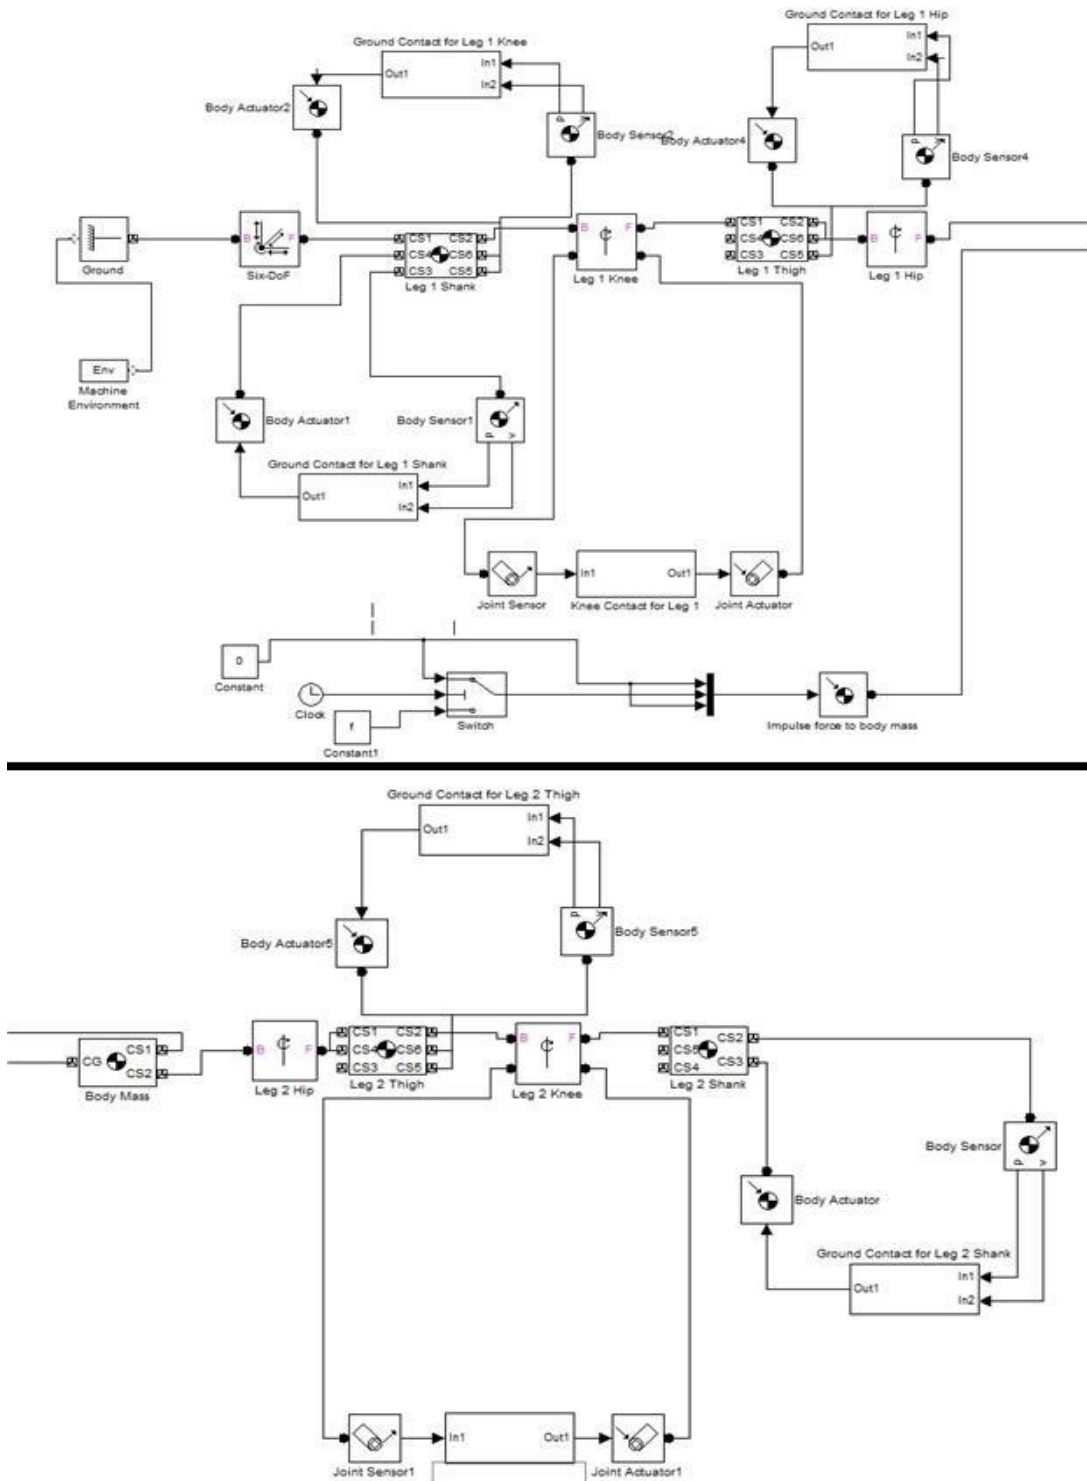 Ground Contact for Leg 1 Hip
In1
Out1
In2
Ground Contact for Leg 1 Knee
In1
Out1
In2
Body Actuator2
P v
Body Sensor2
Body Actuator4
P v
Body Sensor4
B F
CS1 CS2
CS4 CS6
CS3 CS5
B F
CS1 CS2
CS4 CS6
CS3 CS5
B F
Ground
Six-DoF
Leg 1 Shank
Leg 1 Knee
Leg 1 Thigh
Leg 1 Hip
Env
Machine
Environment
Body Actuator1
Body Sensor1
P v
Ground Contact for Leg 1 Shank
In1
Out1
In2
In1 Out1
Joint Sensor
Knee Contact for Leg 1
Joint Actuator
0
Constant
Clock
f
Constant1
Switch
Impulse force to body mass
Ground Contact for Leg 2 Thigh
In1
Out1
In2
Body Actuator5
P v
Body Sensor5
CS1
CG
CS2
Body Mass
B F
Leg 2 Hip
CS1 CS2
CS4 CS6
CS3 CS5
Leg 2 Thigh
B F
Leg 2 Knee
CS1 CS2
CS5
CS3
CS4
Leg 2 Shank
Body Sensor
P v
Body Actuator
Ground Contact for Leg 2 Shank
In1
Out1
In2
In1 Out1
Joint Sensor1
Joint Actuator1